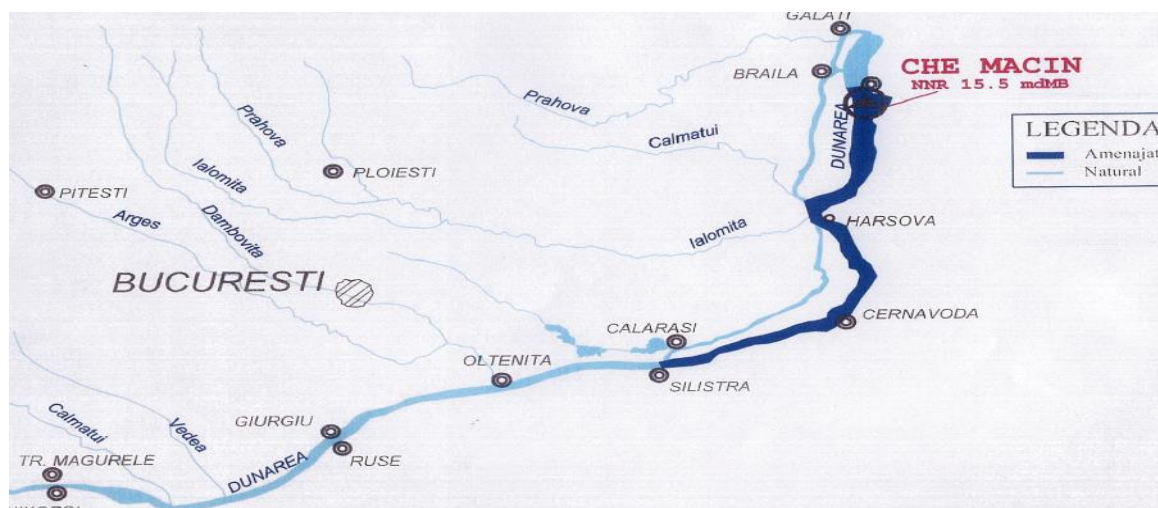 GALATI
BRAILA
CHE MACIN
NNR 15.5 mdMB
Prahova
Calmatui
DUNAREA
LEGENDA
Amenajat
Natural
Prahova
Ialomita
PLOIESTI
PITESTI
Arges
Dambovita
Ialomita
HARSOVA
BUCURESTI
CALARASI
CERNAVODA
OLTENITA
SILISTRA
Calmatui
Vedea
GIURGIU
TR. MAGURELE
DUNAREA
RUSE